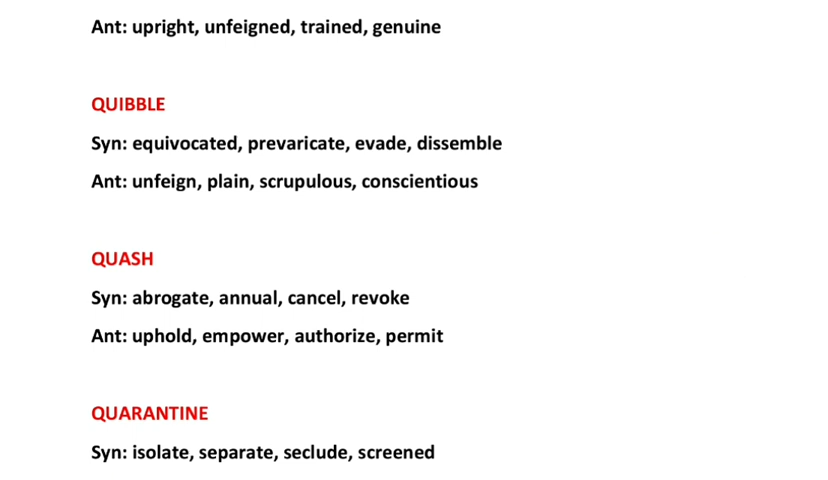 Ant: upright, unfeigned, trained, genuine
QUIBBLE
Syn: equivocated, prevaricate, evade, dissemble
Ant: unfeign, plain, scrupulous, conscientious
QUASH
Syn: abrogate, annual, cancel, revoke
Ant: uphold, empower, authorize, permit
QUARANTINE
Syn: isolate, separate, seclude, screened